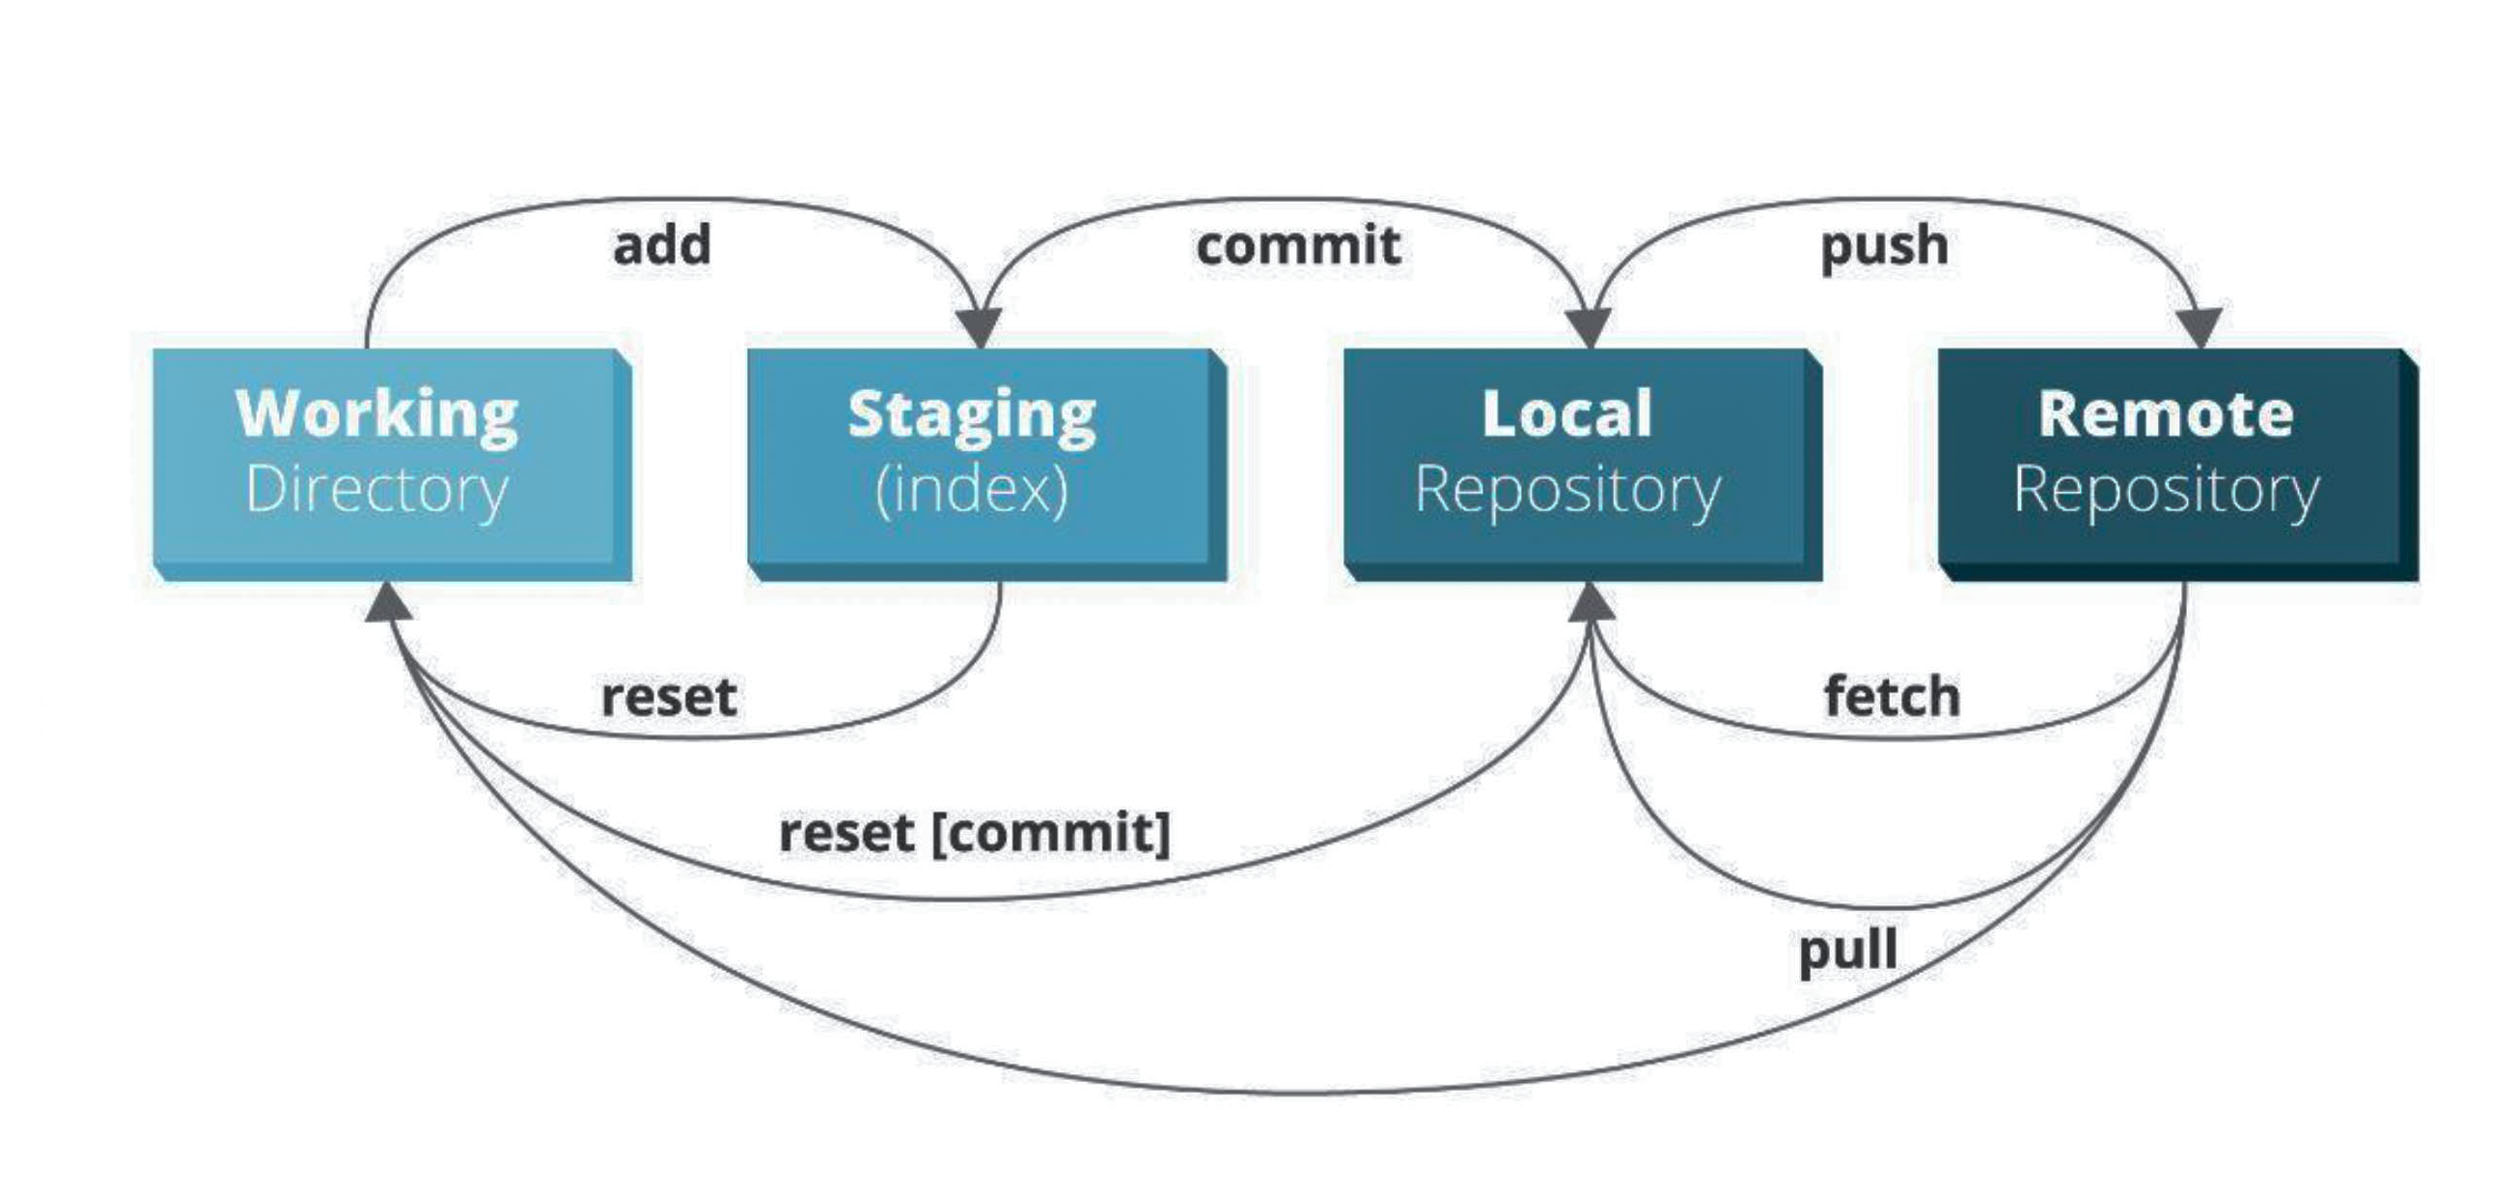 add
commit
push
Working
Directory
Staging
(index)
Local
Repository
Remote
Repository
reset
fetch
reset [commit]
pull